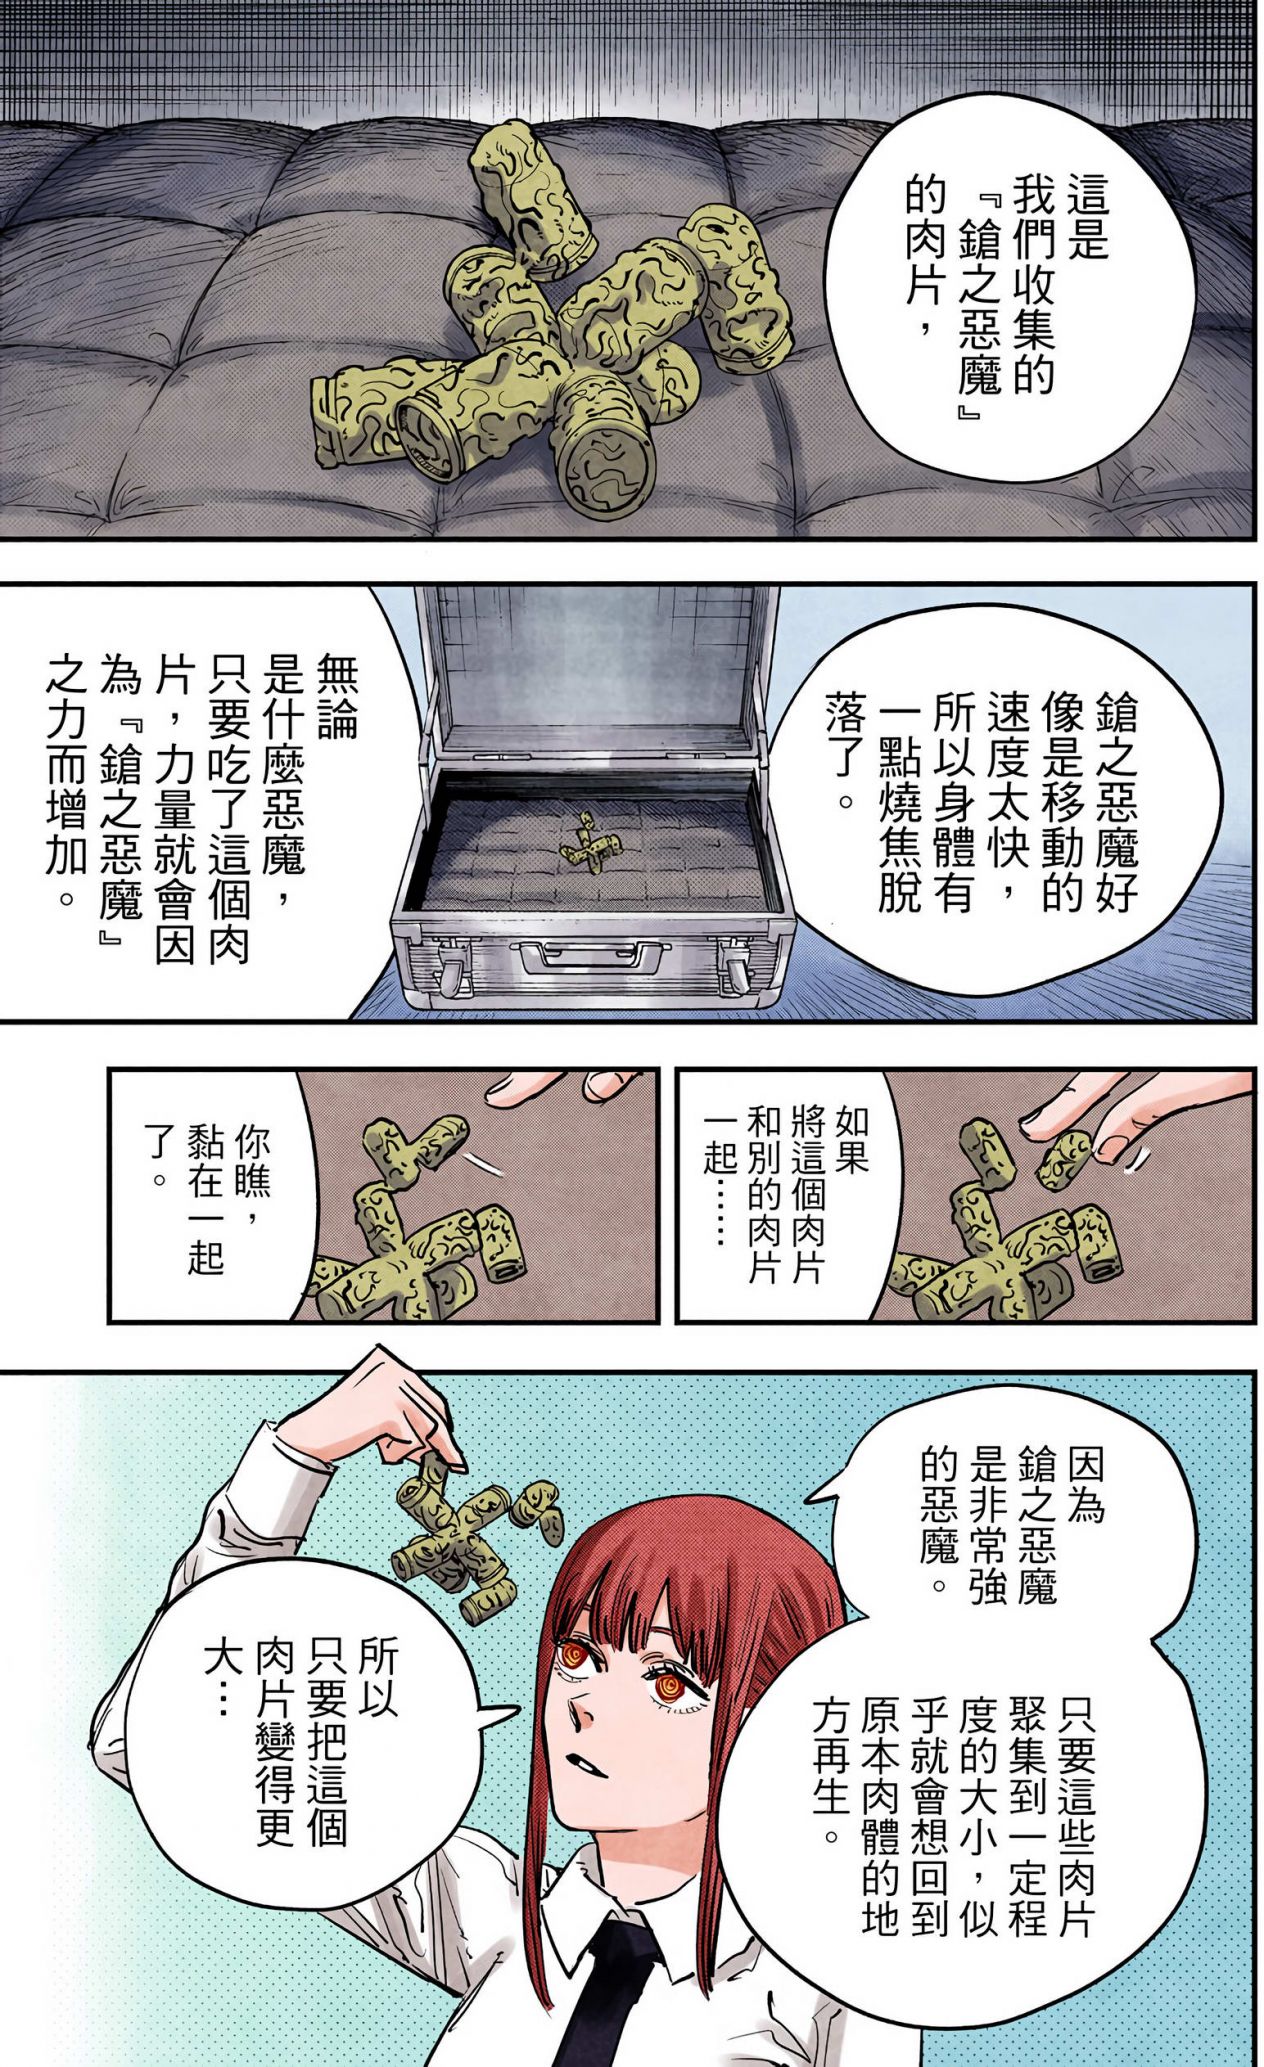 這是
我們收集的
『鎗之惡魔』
的肉片，
鎗之惡魔好
像是移動的
速度太快，
所以身體有
一點燒焦脫
落了。
無論
是什麼惡魔，
只要吃了這個肉
片，力量就會因
為『鎗之惡魔』
之力而增加。
如果
將這個肉片
和別的肉片
一起……
你瞧，
黏在一起
了。
因為
鎗之惡魔
是非常強
的惡魔。
只要這些肉片
聚集到一定程
度的大小，似
乎就會想回到
原本肉體的地
方再生。
所以
只要把這個
肉片變得更
大…